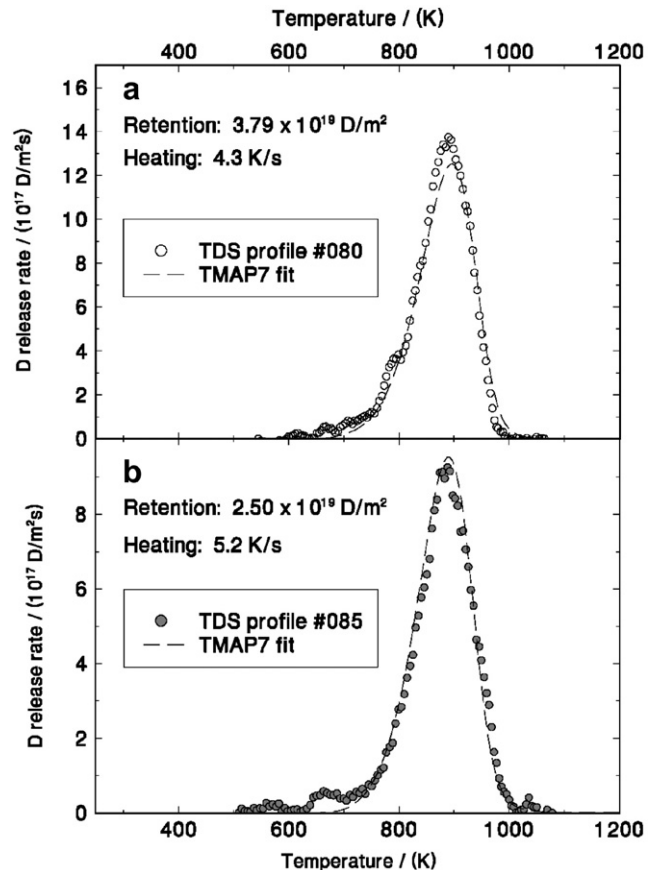 Temperature / (K)
400 600 800 1000 1200
16
14
12
10
8
6
4
2
0
D release rate / (10¹⁷ D/m²s)
a
Retention: 3.79 x 10¹⁹ D/m²
Heating: 4.3 K/s
TDS profile #080
TMAP7 fit
8
6
4
2
0
D release rate / (10¹⁷ D/m²s)
b
Retention: 2.50 x 10¹⁹ D/m²
Heating: 5.2 K/s
TDS profile #085
TMAP7 fit
400 600 800 1000 1200
Temperature / (K)